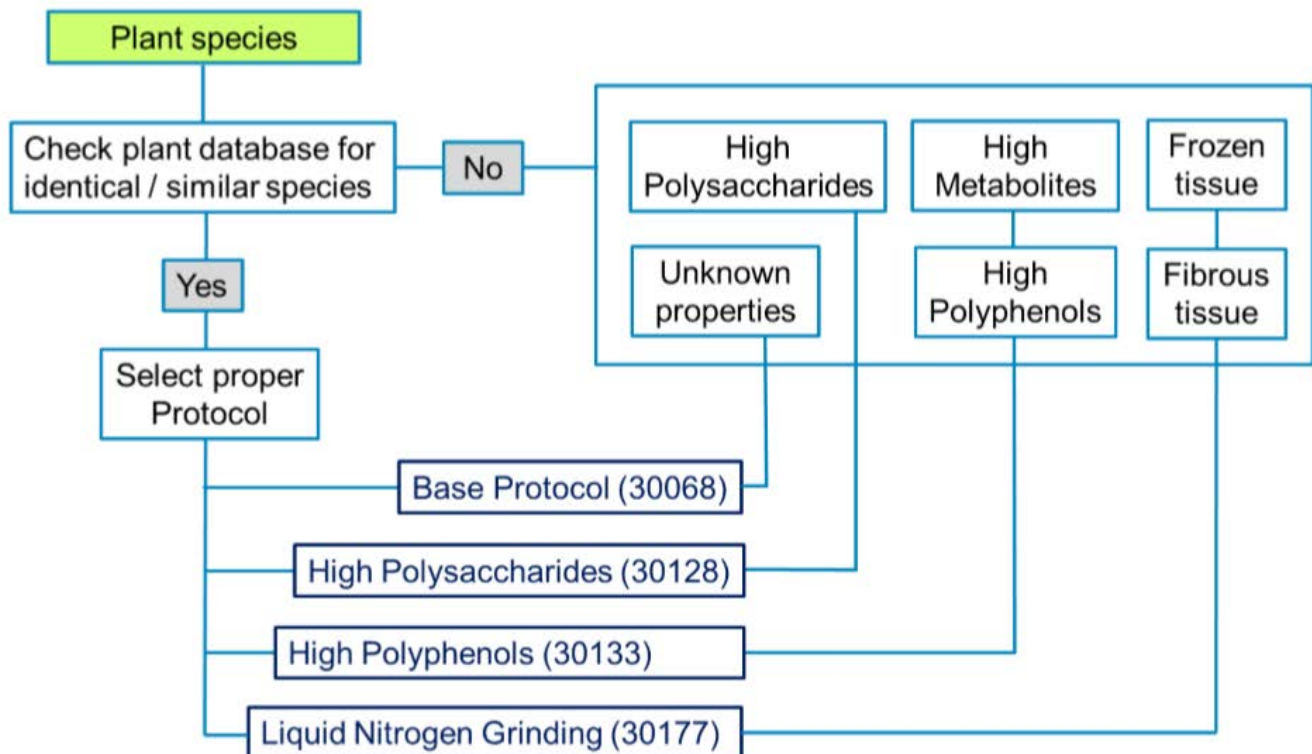 Plant species
Check plant database for
identical / similar species
No
High
Polysaccharides
High
Metabolites
Frozen
tissue
Unknown
properties
High
Polyphenols
Fibrous
tissue
Yes
Select proper
Protocol
Base Protocol (30068)
High Polysaccharides (30128)
High Polyphenols (30133)
Liquid Nitrogen Grinding (30177)